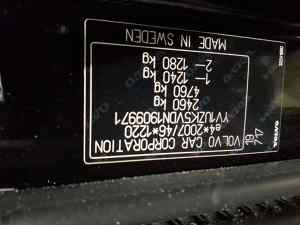 VOLVO CAR CORPORATION
e4*2007/46*1220
YV1UZK5VDN1909971
2460 kg
4760 kg
1– 1240 kg
2– 1280 kg
MADE IN SWEDEN
VOLVO